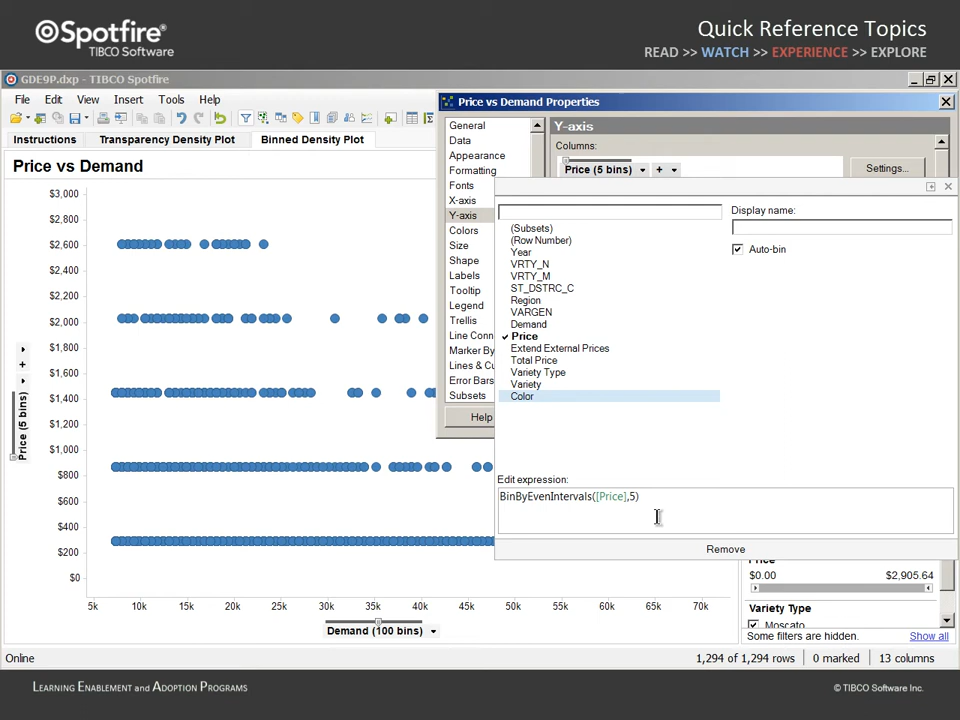 Spotfire®
TIBCO Software
Quick Reference Topics
READ >> WATCH >> EXPERIENCE >> EXPLORE
GDE9P.dxp - TIBCO Spotfire
File Edit View Insert Tools Help
Instructions Transparency Density Plot Binned Density Plot
Price vs Demand
$3,000
$2,800
$2,600
$2,400
$2,200
$2,000
$1,800
$1,600
$1,400
$1,200
$1,000
$800
$600
$400
$200
$0
Price (5 bins)
5k 10k 15k 20k 25k 30k 35k 40k 45k 50k 55k 60k 65k 70k
Demand (100 bins)
Price vs Demand Properties
General
Data
Appearance
Formatting
Fonts
X-axis
Y-axis
Colors
Size
Shape
Labels
Tooltip
Legend
Trellis
Line Conn
Marker By
Lines & Cu
Error Bars
Subsets
Help
Y-axis
Columns:
Price (5 bins) +
Settings...
(Subsets)
(Row Number)
Year
VRTY_N
VRTY_M
ST_DSTRC_C
Region
VARGEN
Demand
Price
Extend External Prices
Total Price
Variety Type
Variety
Color
Display name:
Auto-bin
Edit expression:
BinByEvenIntervals([Price],5)
Remove
Price
$0.00 $2,905.64
Variety Type
Moscato
Some filters are hidden. Show all
Online 1,294 of 1,294 rows 0 marked 13 columns
LEARNING ENABLEMENT AND ADOPTION PROGRAMS
© TIBCO Software Inc.